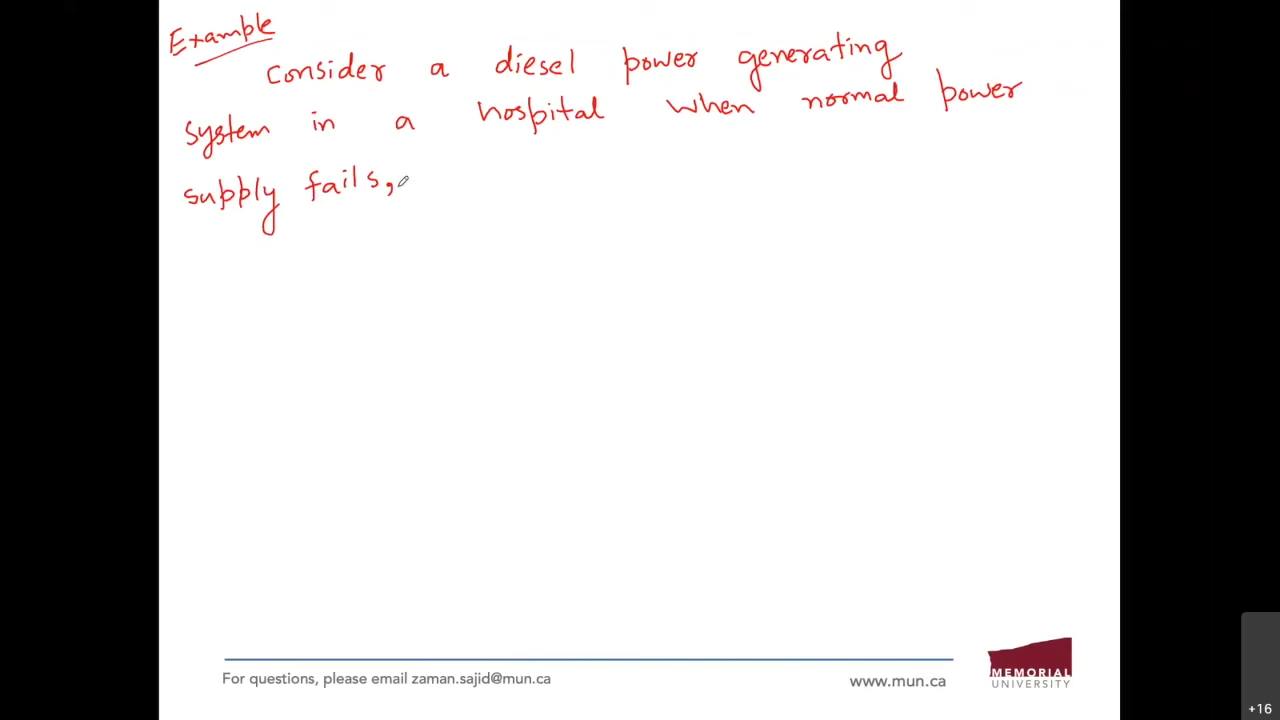 Example
Consider a diesel power generating
system in a hospital when normal power
supply fails,
For questions, please email zaman.sajid@mun.ca
www.mun.ca
MEMORIAL
UNIVERSITY
+16